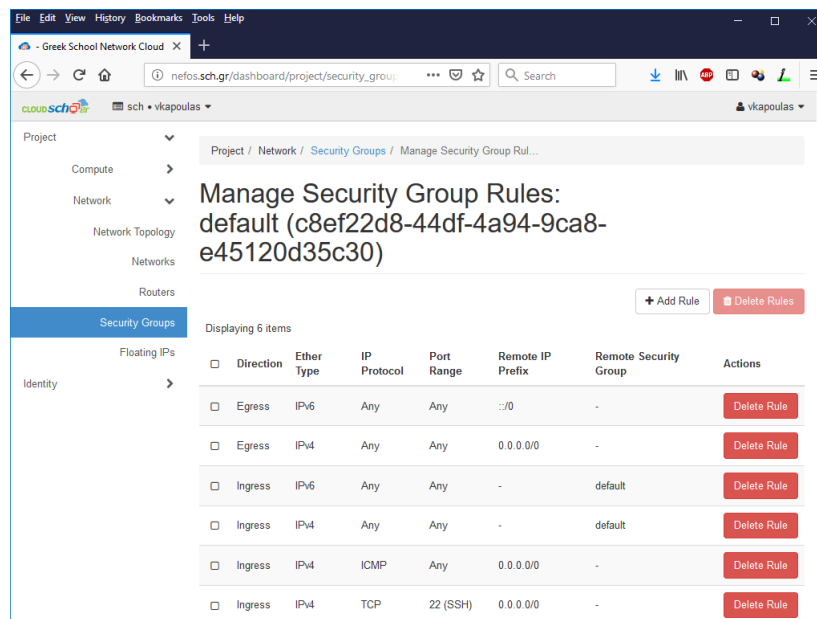 File Edit View History Bookmarks Tools Help
- Greek School Network Cloud
nefos.sch.gr/dashboard/project/security_group
Search
CLOUD sch gr
sch • vkapoulas
vkapoulas
Project
Compute
Network
Network Topology
Networks
Routers
Security Groups
Floating IPs
Identity
Project / Network / Security Groups / Manage Security Group Rul...
Manage Security Group Rules:
default (c8ef22d8-44df-4a94-9ca8-
e45120d35c30)
+ Add Rule Delete Rules
Displaying 6 items
Direction Ether Type IP Protocol Port Range Remote IP Prefix Remote Security Group Actions
Egress IPv6 Any Any ::/0 - Delete Rule
Egress IPv4 Any Any 0.0.0.0/0 - Delete Rule
Ingress IPv6 Any Any - default Delete Rule
Ingress IPv4 Any Any - default Delete Rule
Ingress IPv4 ICMP Any 0.0.0.0/0 - Delete Rule
Ingress IPv4 TCP 22 (SSH) 0.0.0.0/0 - Delete Rule